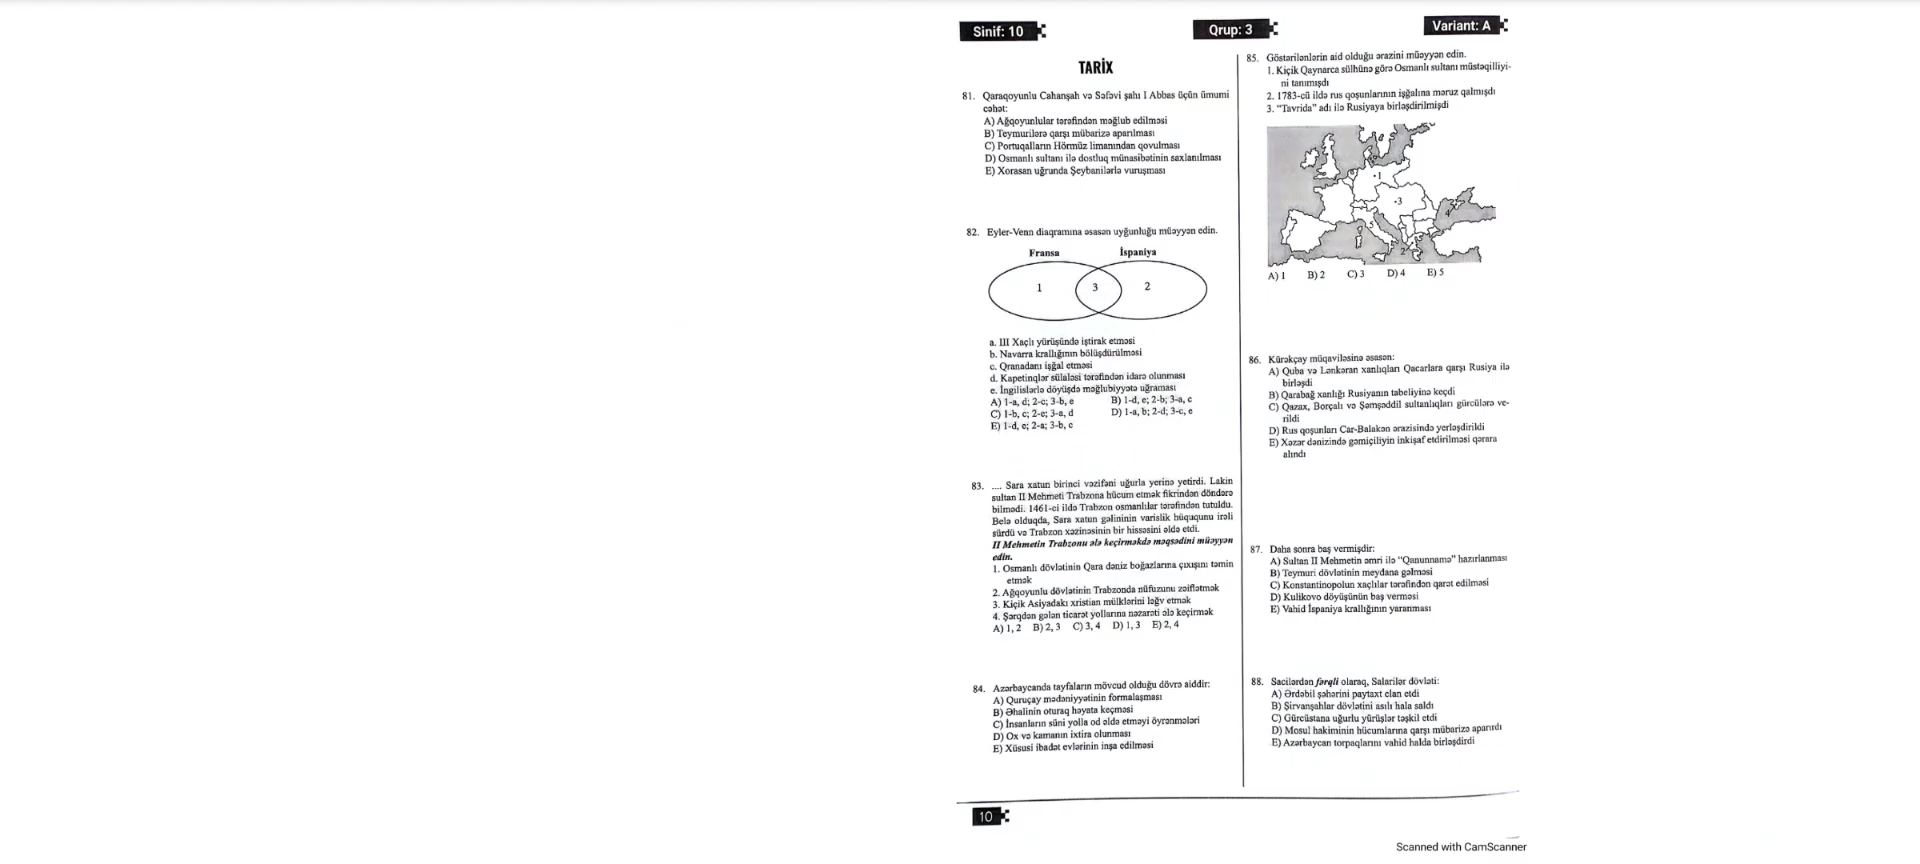 Sinif: 10
Qrup: 3
Variant: A
TARİX
81. Qaraqoyunlu Cahanşah və Səfəvi şahı I Abbas üçün ümumi
cəhət:
A) Ağqoyunlular tərəfindən məğlub edilməsi
B) Teymurilərə qarşı mübarizə aparılması
C) Portuqalların Hörmüz limanından qovulması
D) Osmanlı sultanı ilə dostluq münasibətinin saxlanılması
E) Xorasan uğrunda Şeybanilərlə vuruşması
82. Eyler-Venn diaqramına əsasən uyğunluğu müəyyən edin.
Fransa
İspaniya
1
3
2
a. III Xaçlı yürüşündə iştirak etməsi
b. Navarra krallığının bölüşdürülməsi
c. Qranadanı işğal etməsi
d. Kapetinqlər sülaləsi tərəfindən idarə olunması
e. İngilislərlə döyüşdə məğlubiyyətə uğraması
A) 1-a, d; 2-c; 3-b, e B) 1-d, e; 2-b; 3-a, c
C) 1-b, c; 2-e; 3-a, d D) 1-a, b; 2-d; 3-c, e
E) 1-d, e; 2-a; 3-b, c
83. .... Sara xatun birinci vəzifəni uğurla yerinə yetirdi. Lakin
sultan II Mehmeti Trabzona hücum etmək fikrindən döndərə
bilmədi. 1461-ci ildə Trabzon osmanlılar tərəfindən tutuldu.
Belə olduqda, Sara xatun gəlininin varislik hüququnu irəli
sürdü və Trabzon xəzinəsinin bir hissəsini əldə etdi.
II Mehmetin Trabzonu ələ keçirməkdə məqsədini müəyyən
edin.
1. Osmanlı dövlətinin Qara dəniz boğazlarına çıxışını təmin
etmək
2. Ağqoyunlu dövlətinin Trabzonda nüfuzunu zəiflətmək
3. Kiçik Asiyadakı xristian mülklərini ləğv etmək
4. Şərqdən gələn ticarət yollarına nəzarəti ələ keçirmək
A) 1, 2 B) 2, 3 C) 3, 4 D) 1, 3 E) 2, 4
84. Azərbaycanda tayfaların mövcud olduğu dövrə aiddir:
A) Quruçay mədəniyyətinin formalaşması
B) Əhalinin oturaq həyata keçməsi
C) İnsanların süni yolla od əldə etməyi öyrənmələri
D) Ox və kamanın ixtira olunması
E) Xüsusi ibadət evlərinin inşa edilməsi
85. Göstərilənlərin aid olduğu ərazini müəyyən edin.
1. Kiçik Qaynarca sülhünə görə Osmanlı sultanı müstəqilliyi-
ni tanımışdı
2. 1783-cü ildə rus qoşunlarının işğalına məruz qalmışdı
3. "Tavrida" adı ilə Rusiyaya birləşdirilmişdi
1
3
4
5
2
A) 1 B) 2 C) 3 D) 4 E) 5
86. Kürəkçay müqaviləsinə əsasən:
A) Quba və Lənkəran xanlıqları Qacarlara qarşı Rusiya ilə
birləşdi
B) Qarabağ xanlığı Rusiyanın tabeliyinə keçdi
C) Qazax, Borçalı və Şəmşəddil sultanlıqları gürcülərə ve-
rildi
D) Rus qoşunları Car-Balakən ərazisində yerləşdirildi
E) Xəzər dənizində gəmiçiliyin inkişaf etdirilməsi qərara
alındı
87. Daha sonra baş vermişdir:
A) Sultan II Mehmetin əmri ilə "Qanunnamə" hazırlanması
B) Teymuri dövlətinin meydana gəlməsi
C) Konstantinopolun xaçlılar tərəfindən qarət edilməsi
D) Kulikovo döyüşünün baş verməsi
E) Vahid İspaniya krallığının yaranması
88. Sacilərdən fərqli olaraq, Salarilər dövləti:
A) Ərdəbil şəhərini paytaxt elan etdi
B) Şirvanşahlar dövlətini asılı hala saldı
C) Gürcüstana uğurlu yürüşlər təşkil etdi
D) Mosul hakiminin hücumlarına qarşı mübarizə apardı
E) Azərbaycan torpaqlarını vahid halda birləşdirdi
10
Scanned with CamScanner